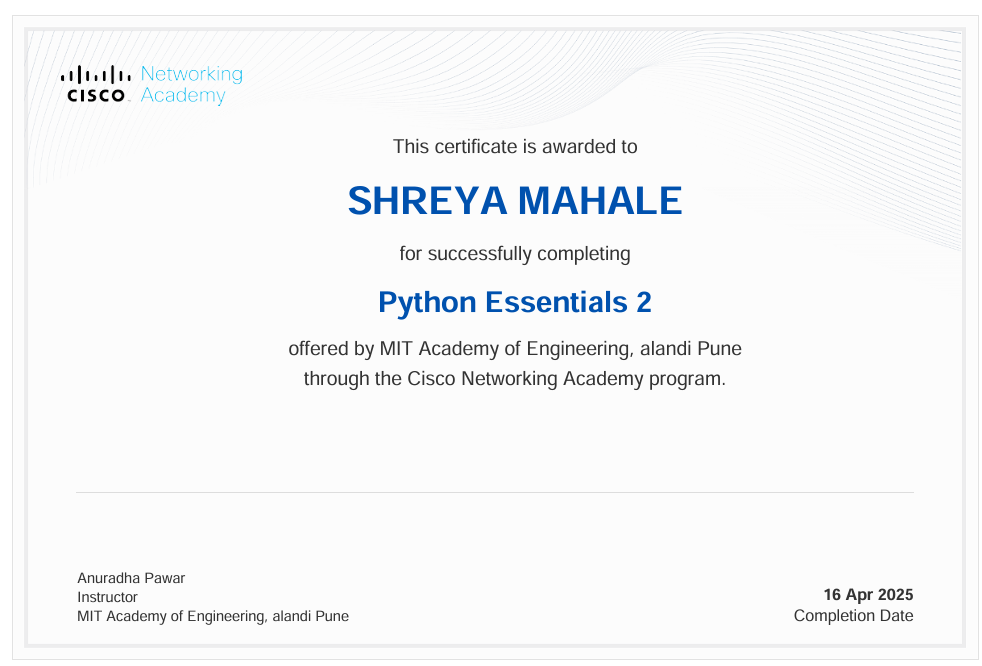 Networking
CISCO Academy
This certificate is awarded to
SHREYA MAHALE
for successfully completing
Python Essentials 2
offered by MIT Academy of Engineering, alandi Pune
through the Cisco Networking Academy program.
Anuradha Pawar
Instructor
MIT Academy of Engineering, alandi Pune
16 Apr 2025
Completion Date